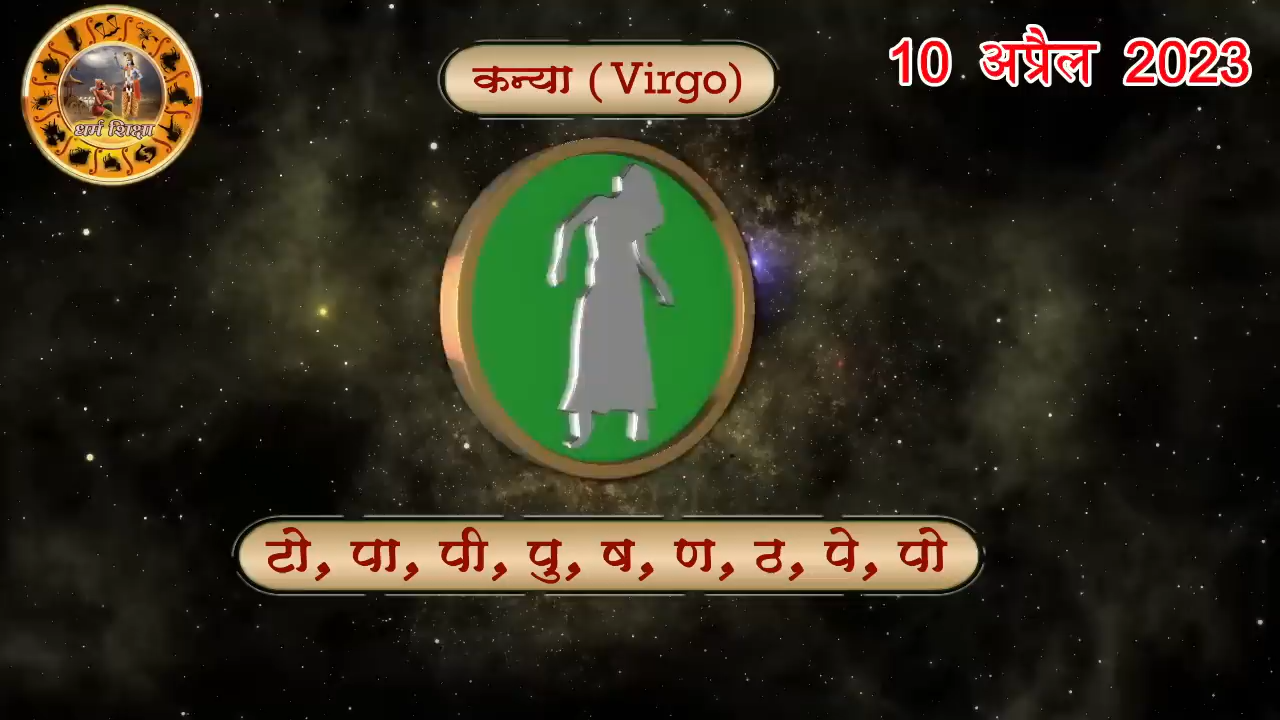 धर्म शिक्षा
कन्या (Virgo)
10 अप्रैल 2023
टो, पा, पी, पु, ष, ण, ठ, पे, पो